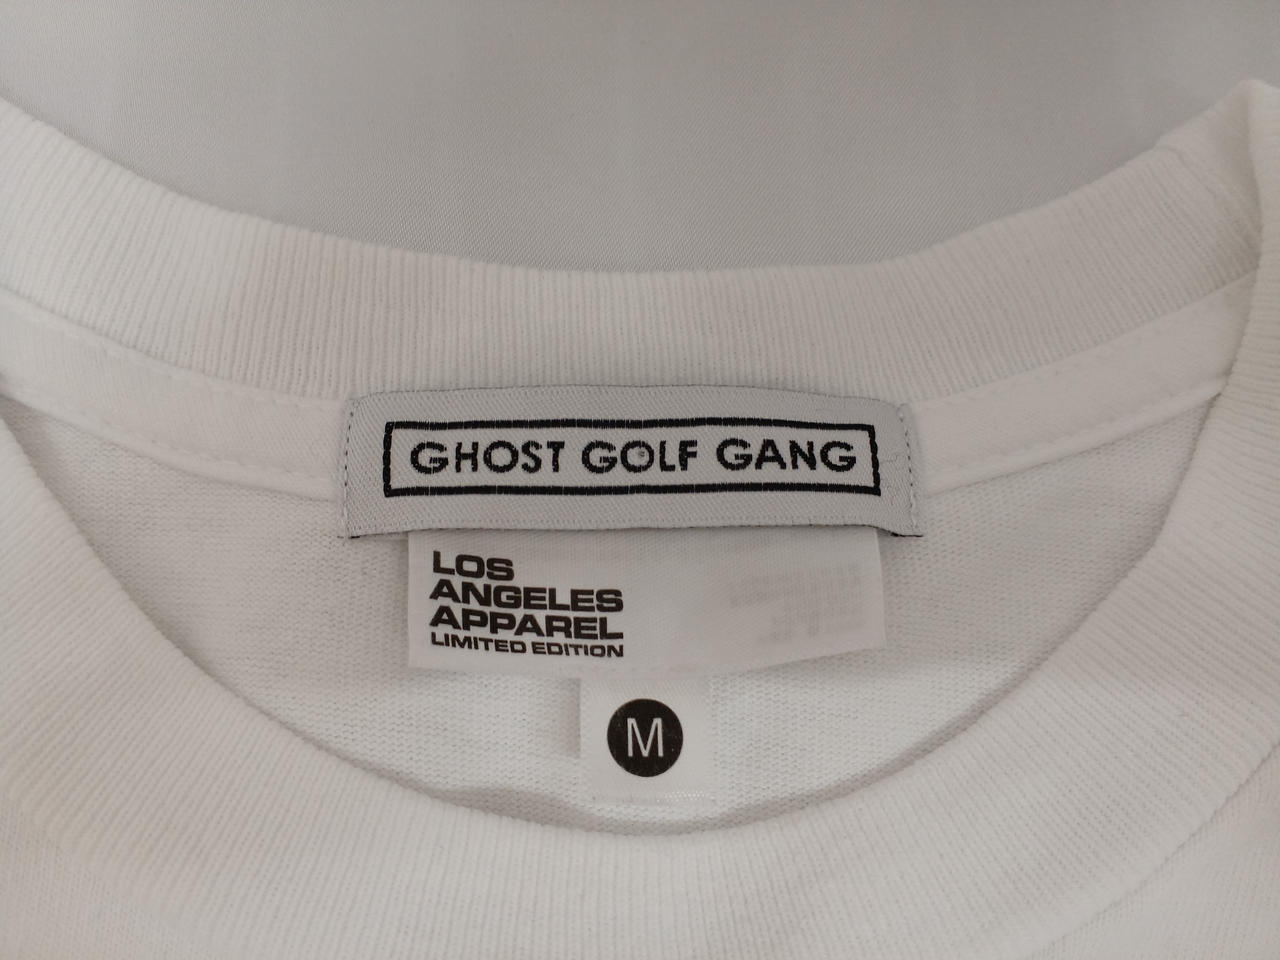 GHOST GOLF GANG
LOS
ANGELES
APPAREL
LIMITED EDITION
M